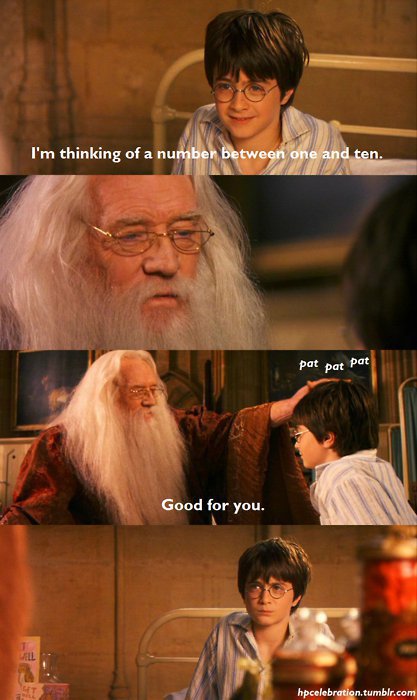 I'm thinking of a number between one and ten.
pat pat pat
Good for you.
hpcelebration.tumblr.com